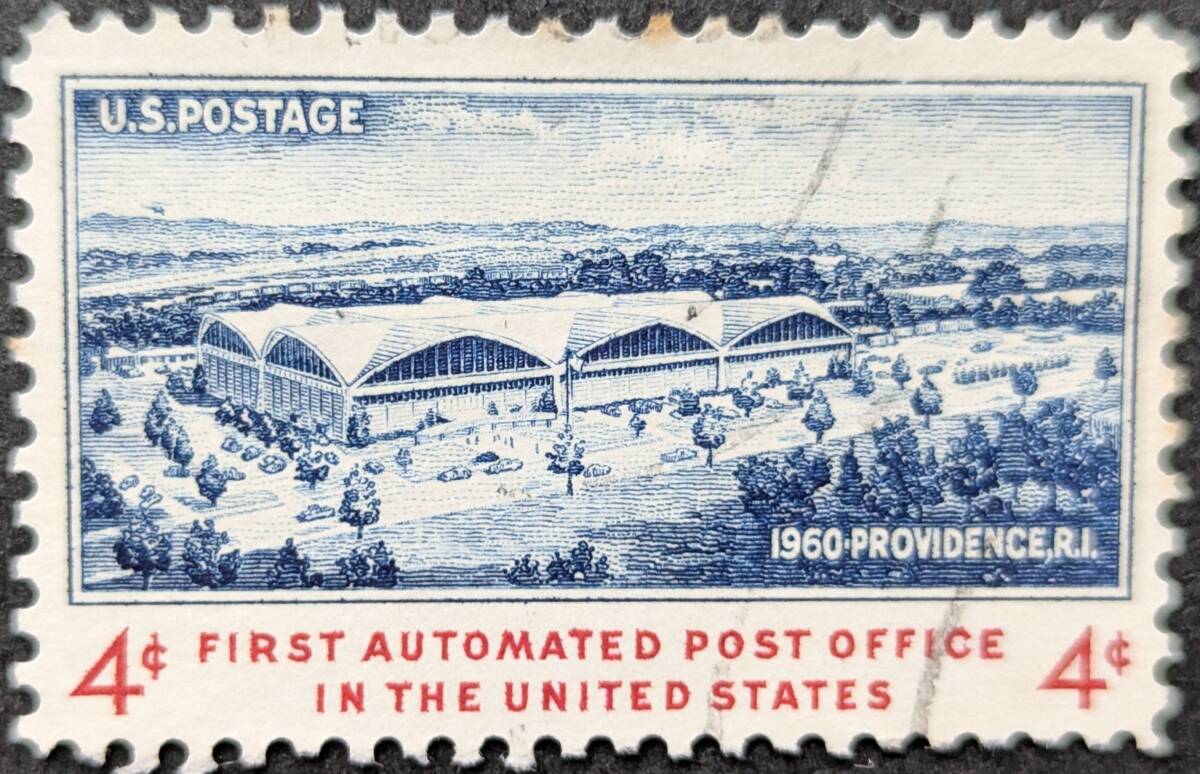 U.S.POSTAGE
1960·PROVIDENCE,R.I.
4¢ FIRST AUTOMATED POST OFFICE 4¢
IN THE UNITED STATES